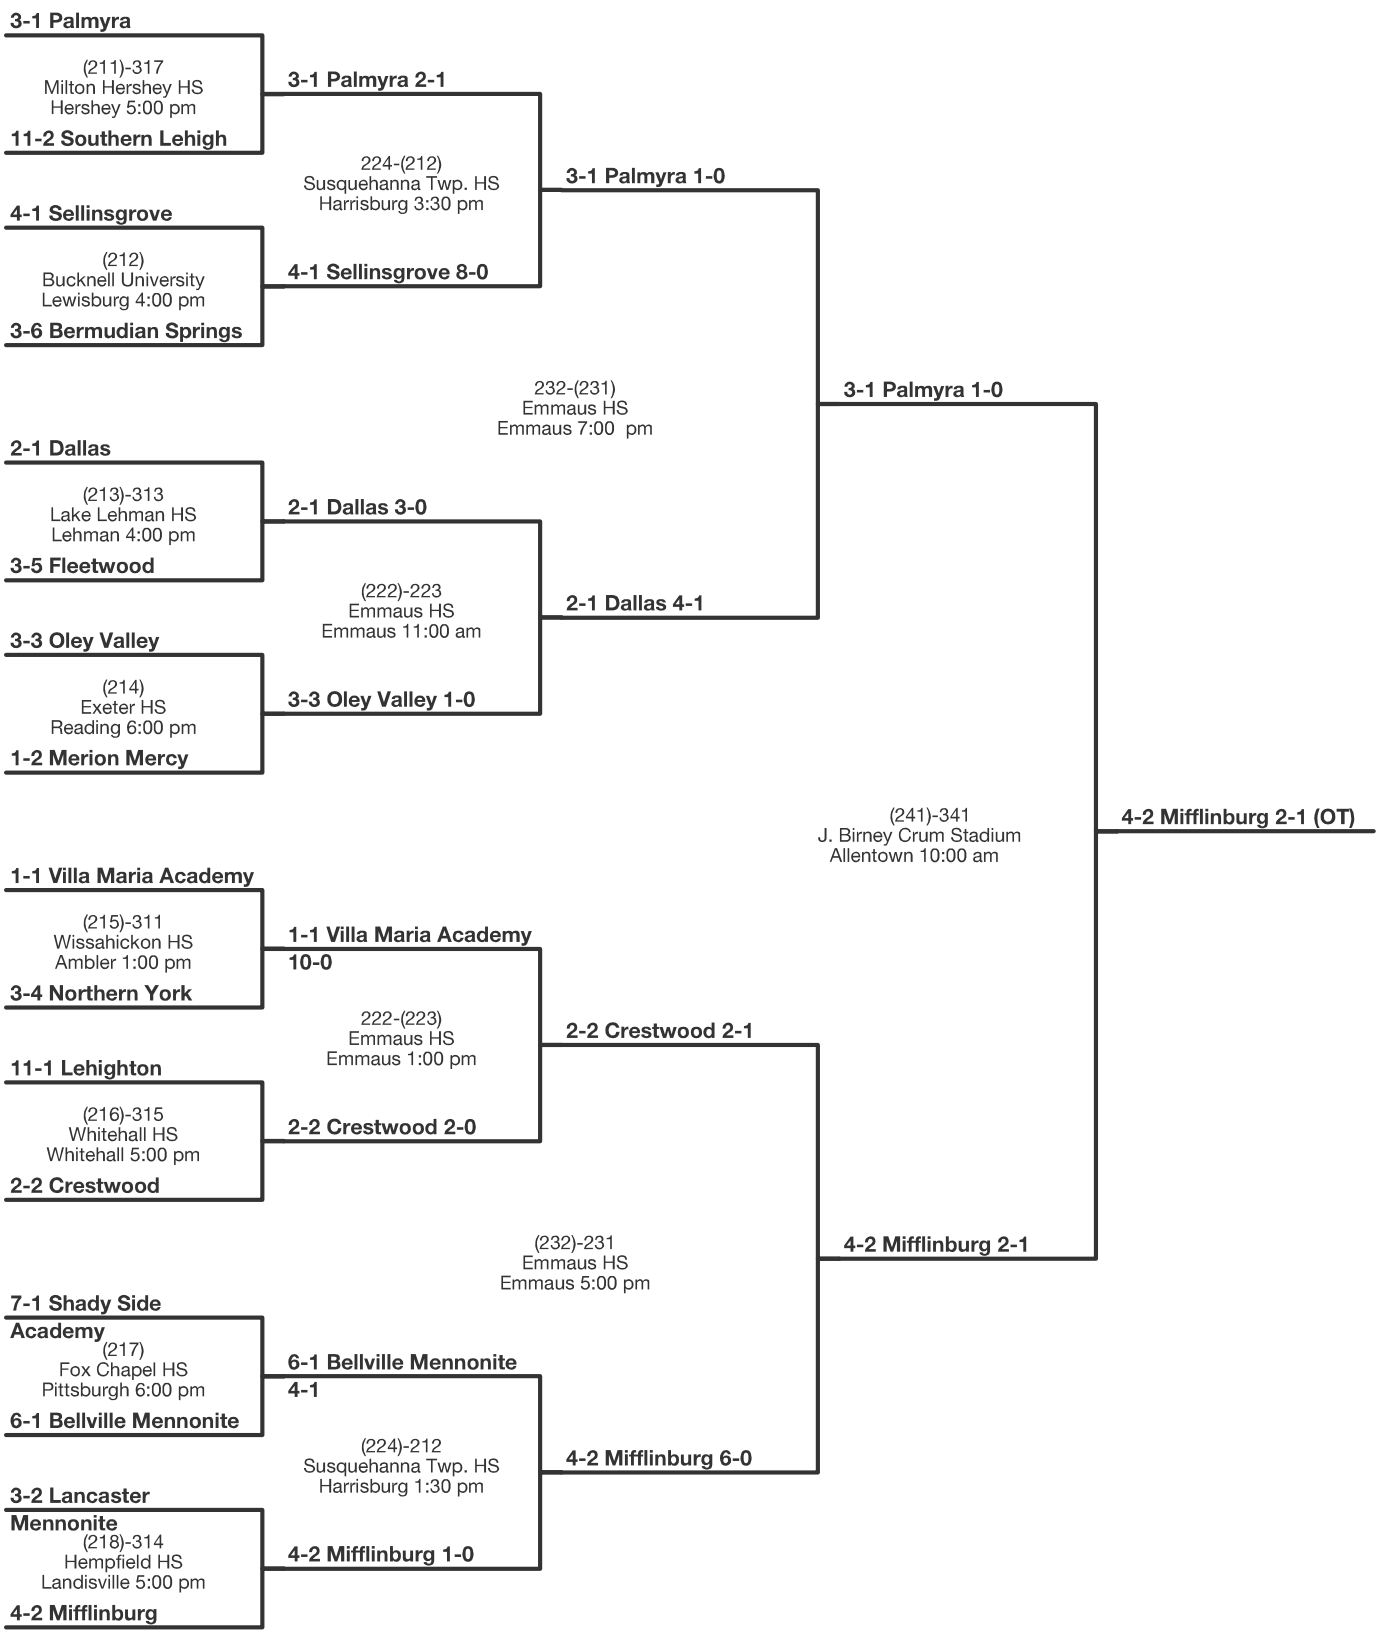 3-1 Palmyra
(211)-317
Milton Hershey HS
Hershey 5:00 pm
11-2 Southern Lehigh
3-1 Palmyra 2-1
224-(212)
Susquehanna Twp. HS
Harrisburg 3:30 pm
3-1 Palmyra 1-0
4-1 Sellinsgrove
(212)
Bucknell University
Lewisburg 4:00 pm
3-6 Bermudian Springs
4-1 Sellinsgrove 8-0
232-(231)
Emmaus HS
Emmaus 7:00  pm
3-1 Palmyra 1-0
2-1 Dallas
(213)-313
Lake Lehman HS
Lehman 4:00 pm
3-5 Fleetwood
2-1 Dallas 3-0
(222)-223
Emmaus HS
Emmaus 11:00 am
2-1 Dallas 4-1
3-3 Oley Valley
(214)
Exeter HS
Reading 6:00 pm
1-2 Merion Mercy
3-3 Oley Valley 1-0
(241)-341
J. Birney Crum Stadium
Allentown 10:00 am
4-2 Mifflinburg 2-1 (OT)
1-1 Villa Maria Academy
(215)-311
Wissahickon HS
Ambler 1:00 pm
3-4 Northern York
1-1 Villa Maria Academy
10-0
222-(223)
Emmaus HS
Emmaus 1:00 pm
2-2 Crestwood 2-1
11-1 Lehighton
(216)-315
Whitehall HS
Whitehall 5:00 pm
2-2 Crestwood
2-2 Crestwood 2-0
(232)-231
Emmaus HS
Emmaus 5:00 pm
4-2 Mifflinburg 2-1
7-1 Shady Side
Academy
(217)
Fox Chapel HS
Pittsburgh 6:00 pm
6-1 Bellville Mennonite
6-1 Bellville Mennonite
4-1
(224)-212
Susquehanna Twp. HS
Harrisburg 1:30 pm
4-2 Mifflinburg 6-0
3-2 Lancaster
Mennonite
(218)-314
Hempfield HS
Landisville 5:00 pm
4-2 Mifflinburg
4-2 Mifflinburg 1-0